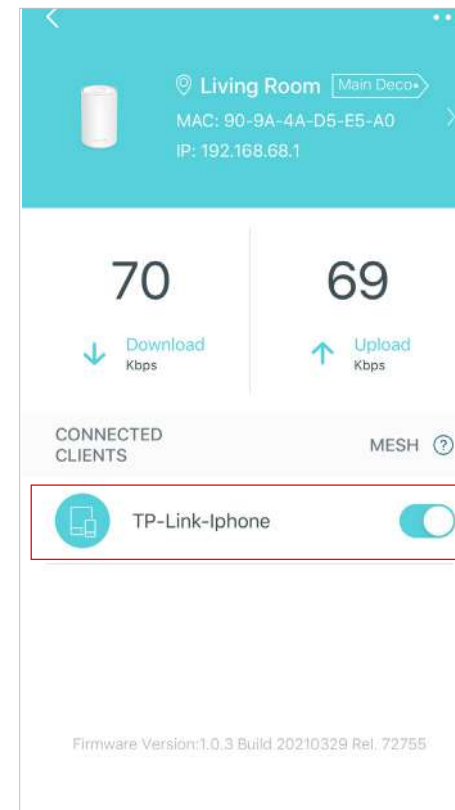 Living Room Main Deco
MAC: 90-9A-4A-D5-E5-A0
IP: 192.168.68.1
70 69
Download Upload
Kbps Kbps
CONNECTED
CLIENTS
MESH ?
TP-Link-Iphone
Firmware Version:1.0.3 Build 20210329 Rel. 72755